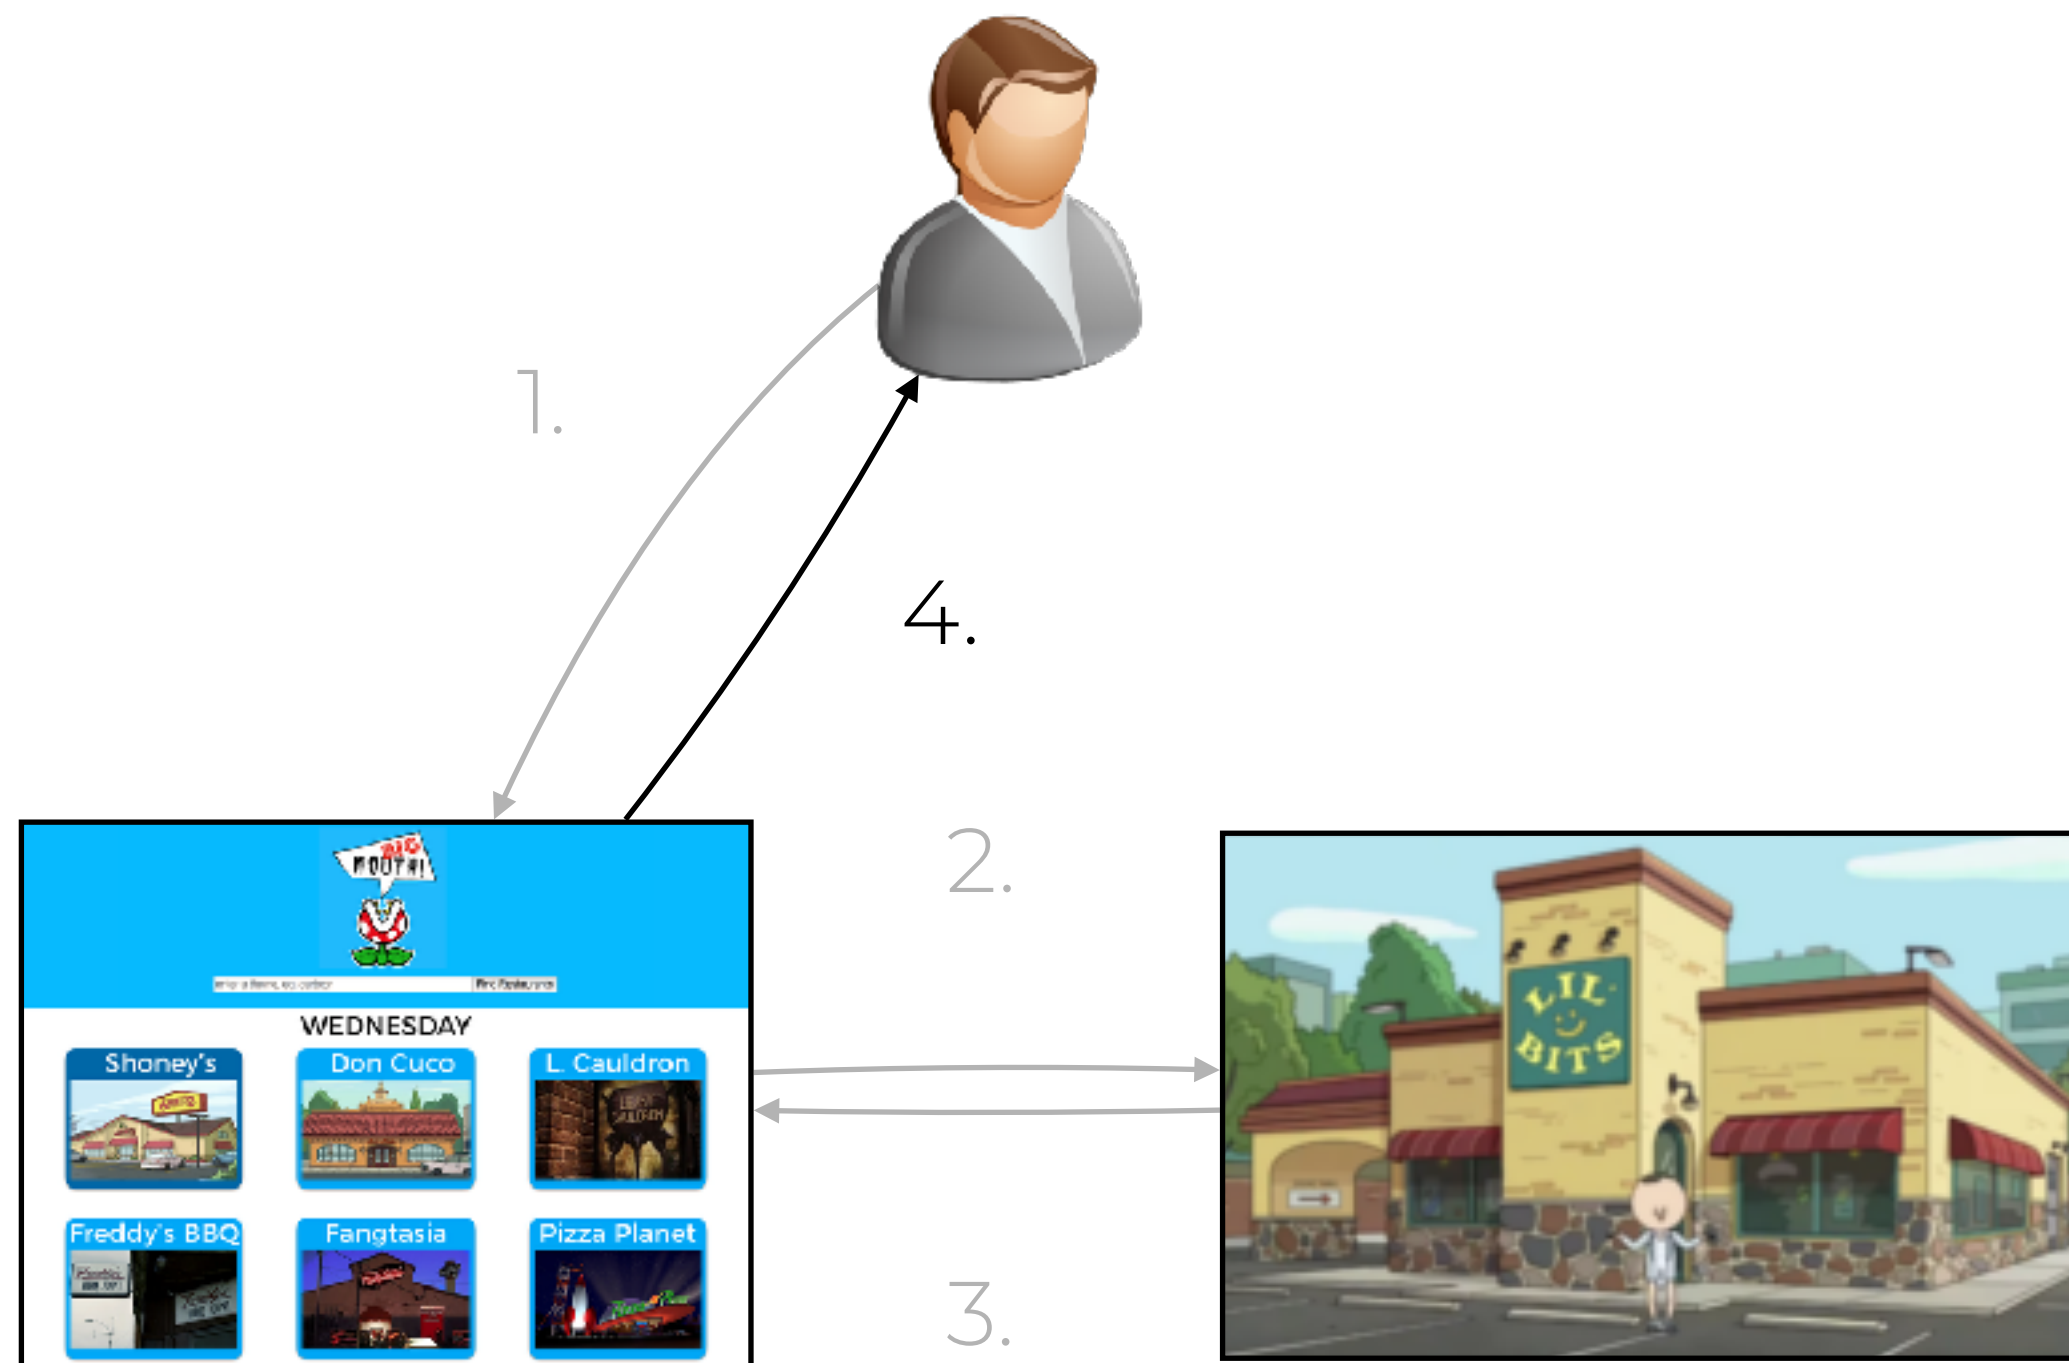 1.
4.
2.
BIG
MOUTH!
WEDNESDAY
Shoney's
Don Cuco
L. Cauldron
LIL
BITS
Freddy's BBQ
Fangtasia
Pizza Planet
3.